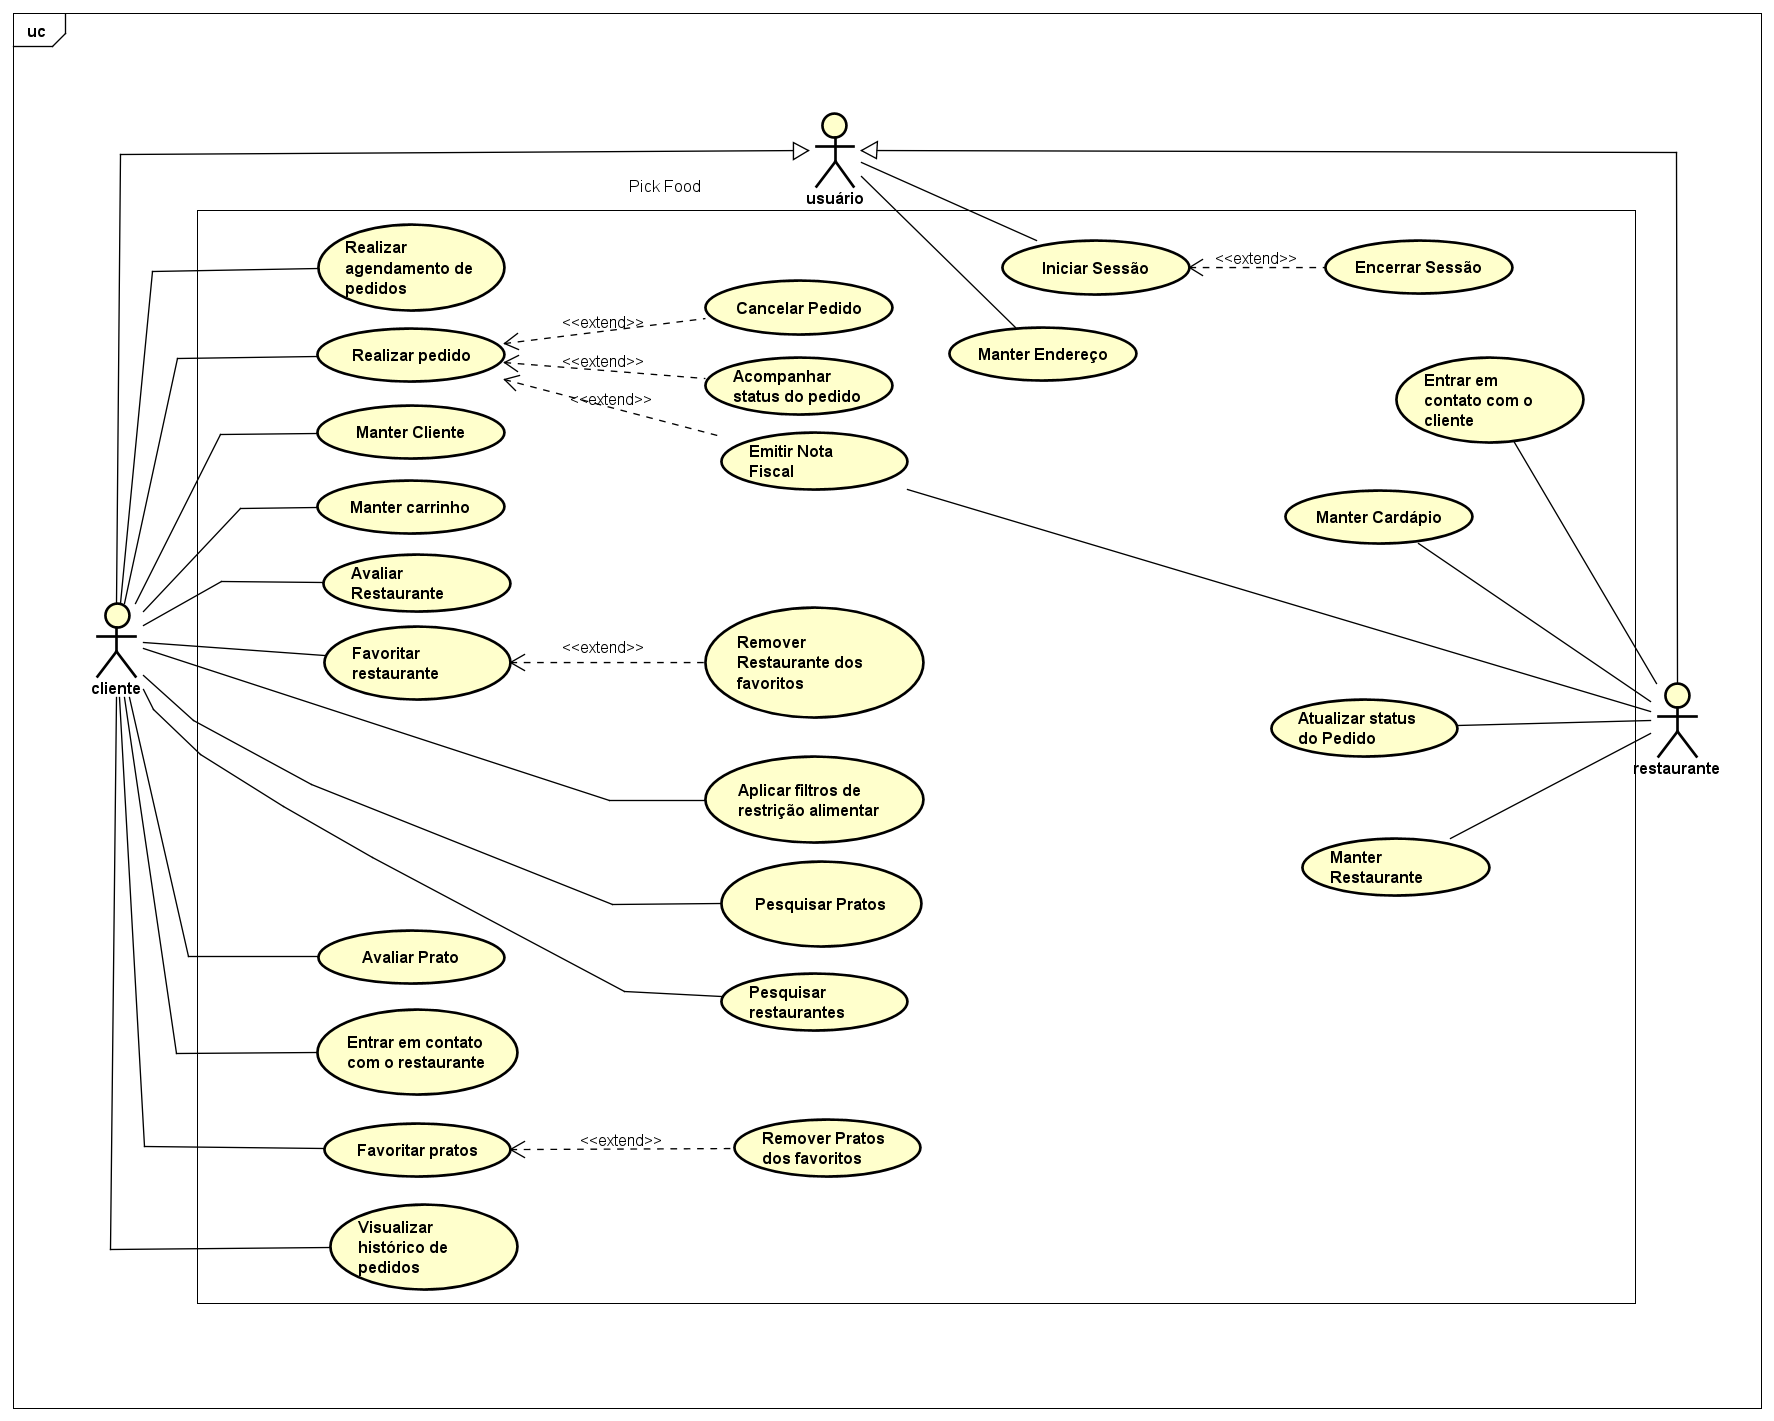 uc
usuário
Pick Food
Realizar
agendamento de
pedidos
Iniciar Sessão
<<extend>>
Encerrar Sessão
Cancelar Pedido
<<extend>>
Realizar pedido
Manter Endereço
<<extend>>
Acompanhar
status do pedido
<<extend>>
Entrar em
contato com o
cliente
Manter Cliente
Emitir Nota
Fiscal
Manter carrinho
Manter Cardápio
Avaliar
Restaurante
Favoritar
restaurante
<<extend>>
Remover
Restaurante dos
favoritos
cliente
Atualizar status
do Pedido
restaurante
Aplicar filtros de
restrição alimentar
Manter
Restaurante
Pesquisar Pratos
Avaliar Prato
Pesquisar
restaurantes
Entrar em contato
com o restaurante
Favoritar pratos
<<extend>>
Remover Pratos
dos favoritos
Visualizar
histórico de
pedidos